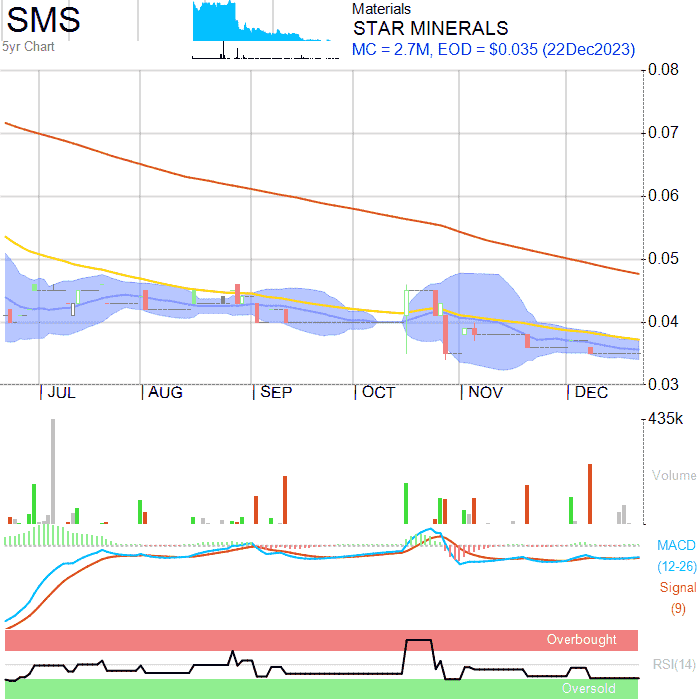 SMS
5yr Chart
Materials
STAR MINERALS
MC = 2.7M, EOD = $0.035 (22Dec2023)
0.08
0.07
0.06
0.05
0.04
0.03
JUL AUG SEP OCT NOV DEC
435k
Volume
MACD
(12-26)
Signal
(9)
Overbought
RSI(14)
Oversold